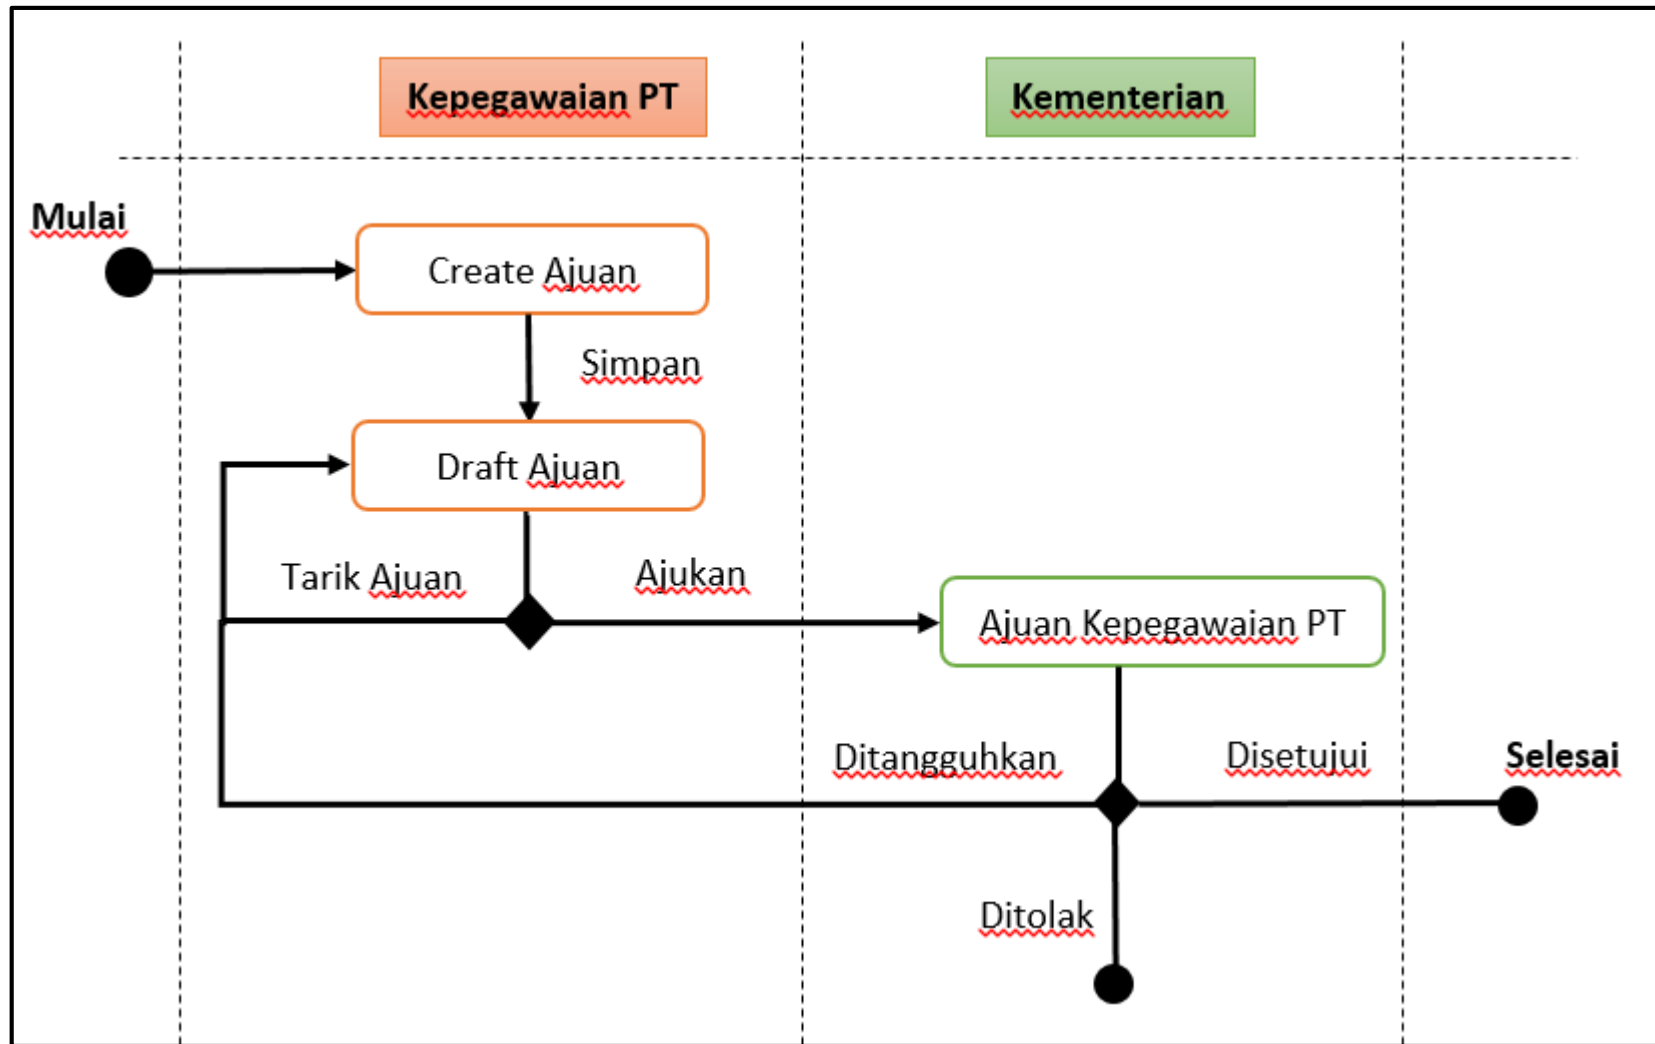 Kepegawaian PT
Kementerian
Mulai
Create Ajuan
Simpan
Draft Ajuan
Tarik Ajuan
Ajukan
Ajuan Kepegawaian PT
Ditangguhkan
Disetujui
Selesai
Ditolak